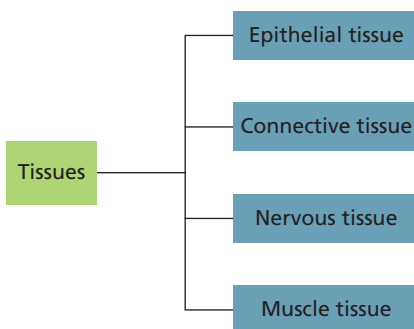 Epithelial tissue
Connective tissue
Tissues
Nervous tissue
Muscle tissue